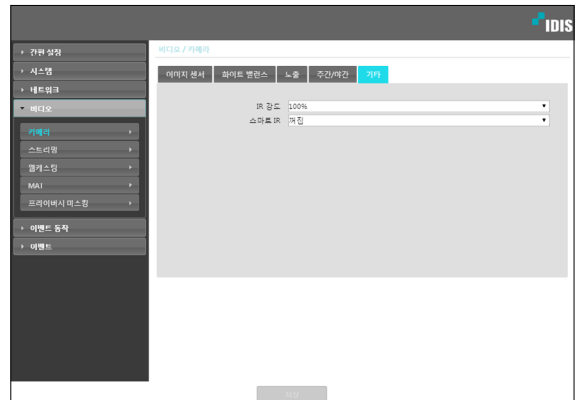 IDIS
간편 설정
시스템
네트워크
비디오
카메라
스트리밍
웹캐스팅
MAT
프라이버시 마스킹
이벤트 동작
이벤트
비디오 / 카메라
이미지 센서 화이트 밸런스 노출 주간/야간 기타
IR 강도 100%
스마트 IR 꺼짐
저장